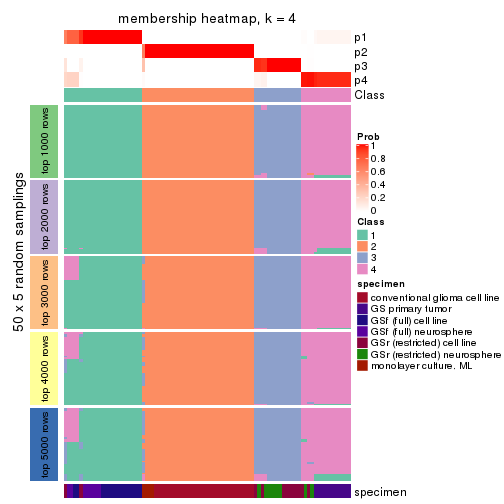 membership heatmap, k = 4
p1
p2
p3
p4
Class
50 x 5 random samplings
top 1000 rows
top 2000 rows
top 3000 rows
top 4000 rows
top 5000 rows
specimen
Prob
1
0.8
0.6
0.4
0.2
0
Class
1
2
3
4
specimen
conventional glioma cell line
GS primary tumor
GSf (full) cell line
GSf (full) neurosphere
GSr (restricted) cell line
GSr (restricted) neurosphere
monolayer culture, ML